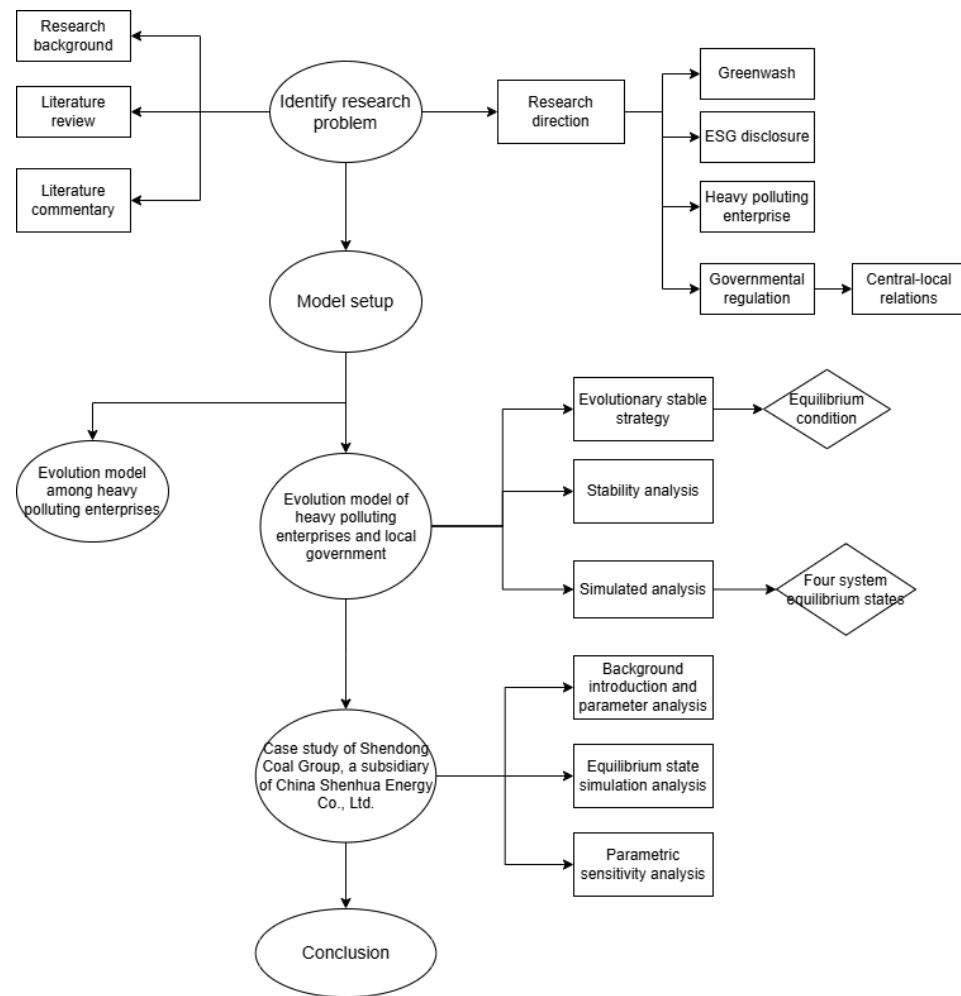 Research
background
Literature
review
Literature
commentary
Identify research
problem
Research
direction
Greenwash
ESG disclosure
Heavy polluting
enterprise
Governmental
regulation
Central-local
relations
Model setup
Evolution model
among heavy
polluting enterprises
Evolution model of
heavy polluting
enterprises and local
government
Evolutionary stable
strategy
Equilibrium
condition
Stability analysis
Simulated analysis
Four system
equilibrium states
Case study of Shendong
Coal Group, a subsidiary
of China Shenhua Energy
Co., Ltd.
Background
introduction and
parameter analysis
Equilibrium state
simulation analysis
Parametric
sensitivity analysis
Conclusion